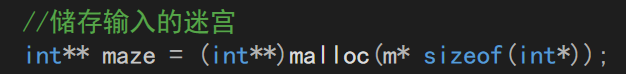 //储存输入的迷宫
int** maze = (int**)malloc(m* sizeof(int*));